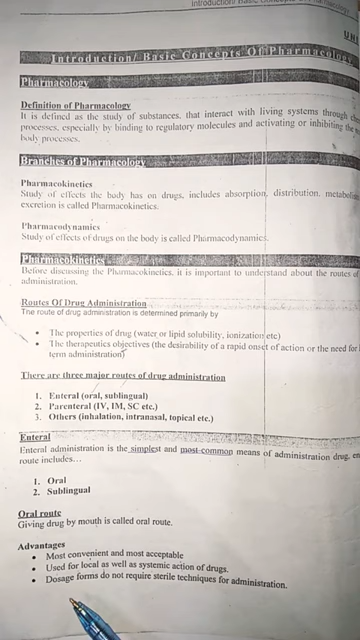 Introduction/ Basic Concepts Of Pharmacology
Introduction/ Basic Concepts Of Pharmacology
Pharmacology
Definition of Pharmacology
It is defined as the study of substances, that interact with living systems through
processes, especially by binding to regulatory molecules and activating or inhibiting the
body processes.
Branches of Pharmacology
Pharmacokinetics
Study of effects the body has on drugs, includes absorption, distribution,
excretion is called Pharmacokinetics.
Pharmacodynamics
Study of effects of drugs on the body is called Pharmacodynamics.
Pharmacokinetics
Before discussing the Pharmacokinetics, it is important to understand about the routes of
administration.
Routes Of Drug Administration
The route of drug administration is determined primarily by
• The properties of drug (water or lipid solubility, ionization etc)
• The therapeutics objectives (the desirability of a rapid onset of action or the need for
term administration)
There are three major routes of drug administration
1. Enteral (oral, sublingual)
2. Parenteral (IV, IM, SC etc.)
3. Others (inhalation, intranasal, topical etc.)
Enteral
Enteral administration is the simplest and most common means of administration drug,
route includes…
1. Oral
2. Sublingual
Oral route
Giving drug by mouth is called oral route.
Advantages
• Most convenient and most acceptable
• Used for local as well as systemic action of drugs.
• Dosage forms do not require sterile techniques for administration.